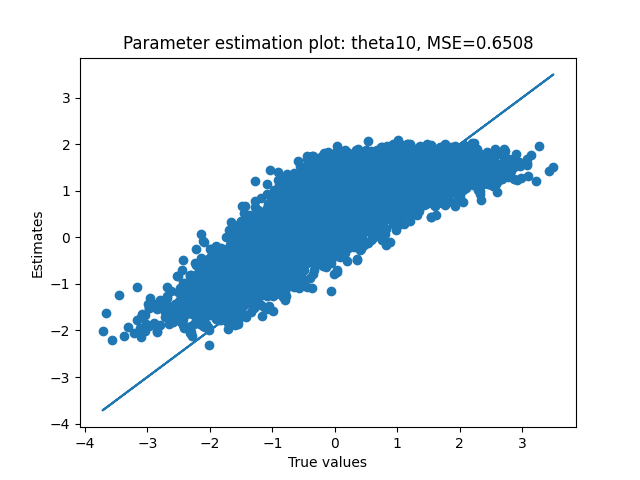 Parameter estimation plot: theta10, MSE=0.6508
3
2
1
0
−1
−2
−3
−4
Estimates
−4 −3 −2 −1 0 1 2 3
True values